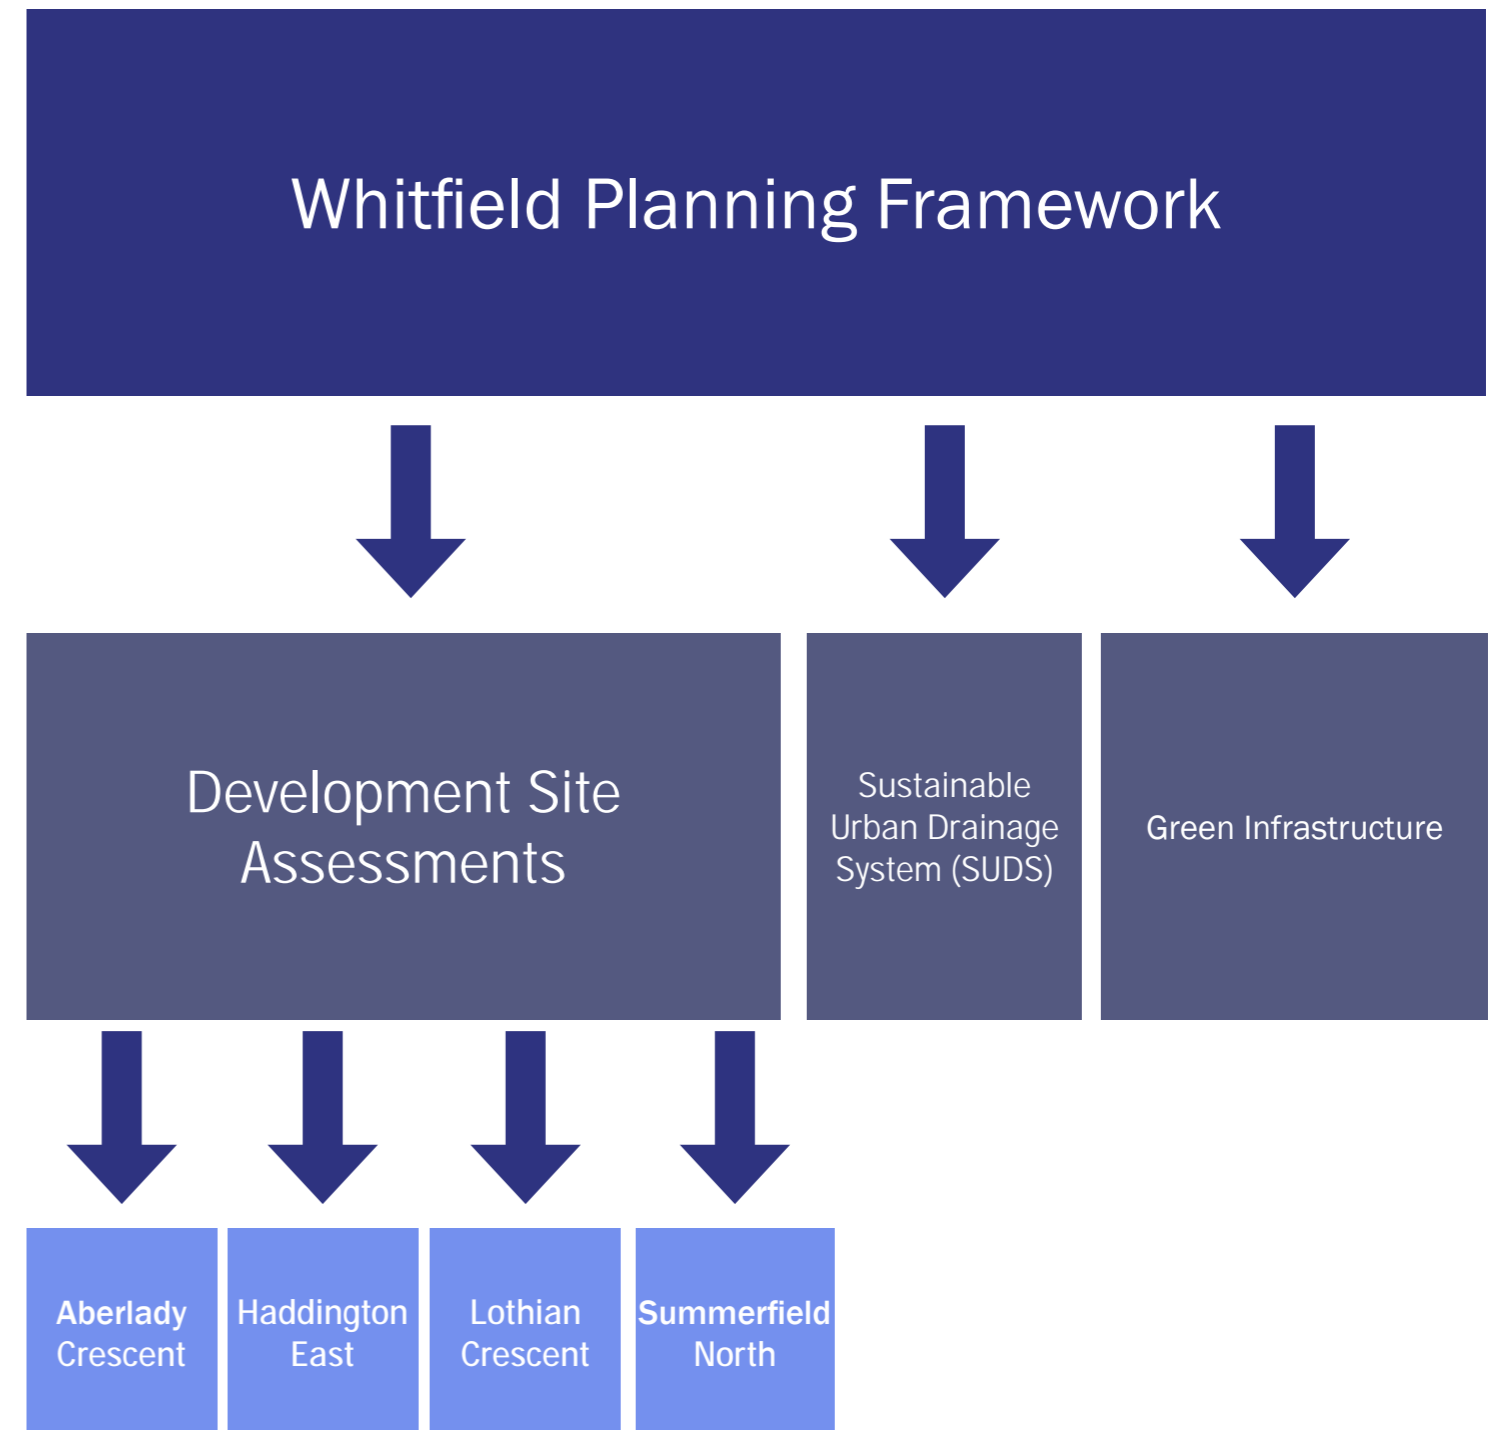 Whitfield Planning Framework
Development Site
Assessments
Sustainable
Urban Drainage
System (SUDS)
Green Infrastructure
Aberlady
Crescent
Haddington
East
Lothian
Crescent
Summerfield
North